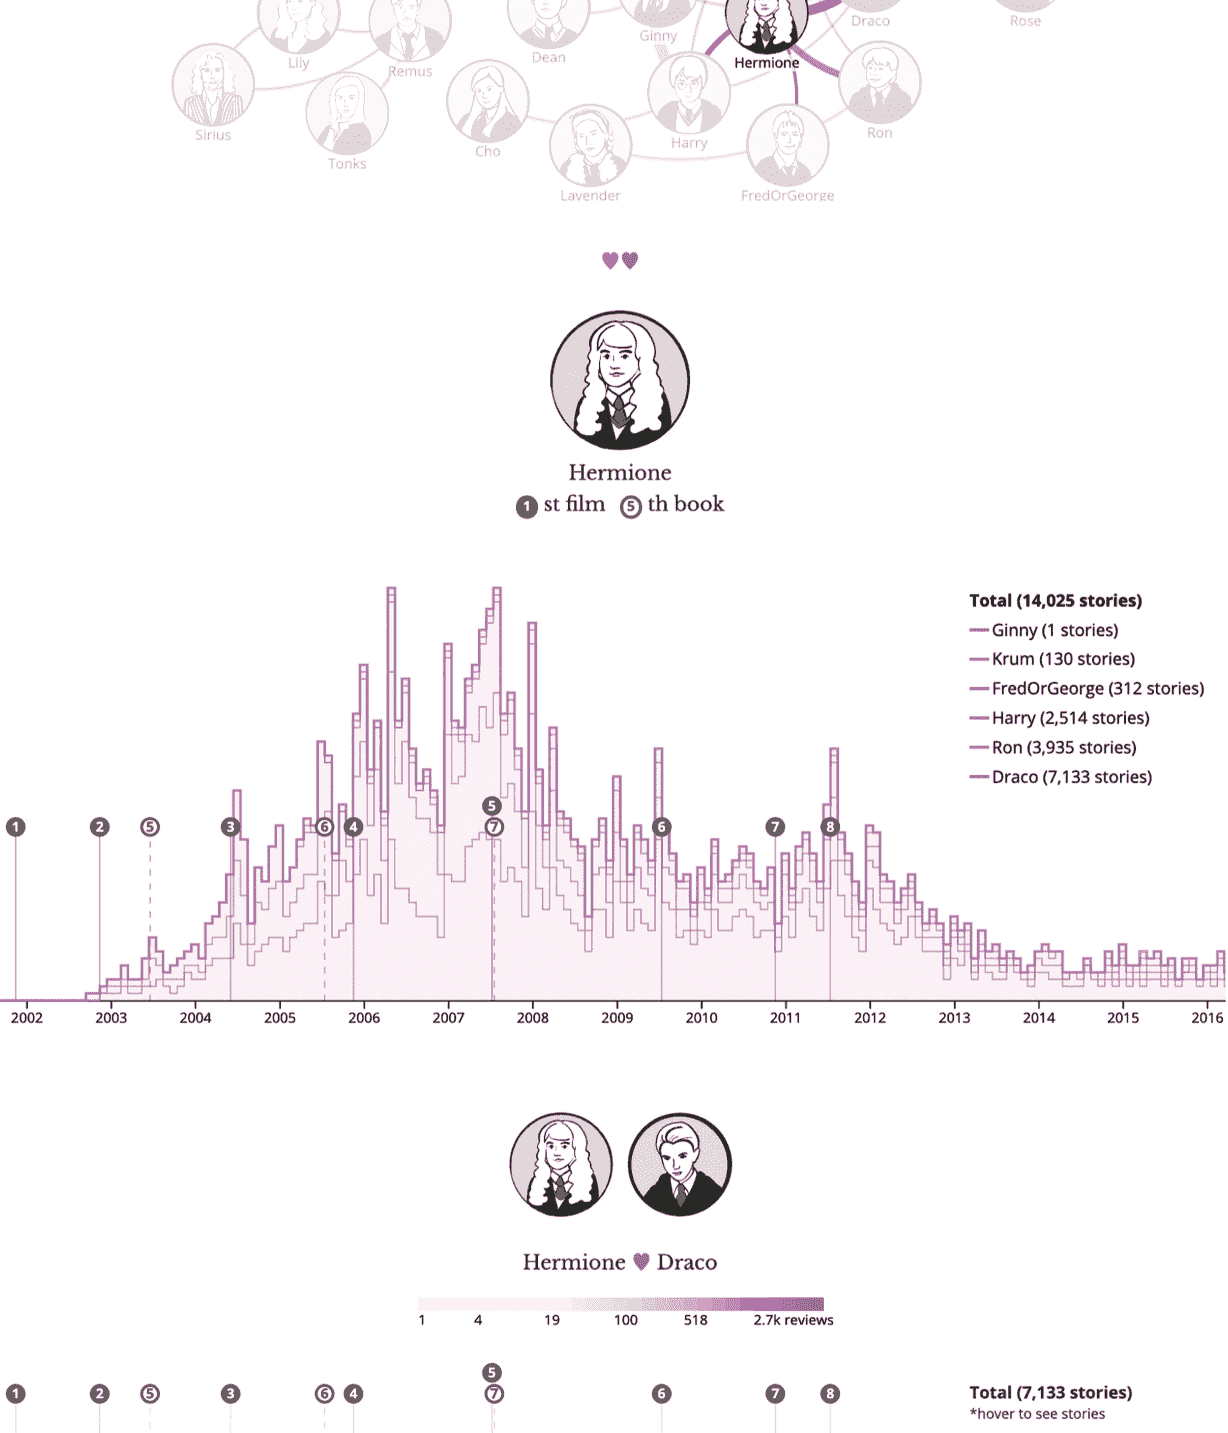 Draco
Rose
Ginny
Dean
Lily
Remus
Hermione
Sirius
Tonks
Cho
Harry
Ron
Lavender
FredOrGeorge
Hermione
1 st film 5 th book
Total (14,025 stories)
Ginny (1 stories)
Krum (130 stories)
FredOrGeorge (312 stories)
Harry (2,514 stories)
Ron (3,935 stories)
Draco (7,133 stories)
5
1 2 5 3 6 4 7 6 7 8
2002 2003 2004 2005 2006 2007 2008 2009 2010 2011 2012 2013 2014 2015 2016
Hermione Draco
1 4 19 100 518 2.7k reviews
5
1 2 5 3 6 4 7 6 7 8
Total (7,133 stories)
*hover to see stories